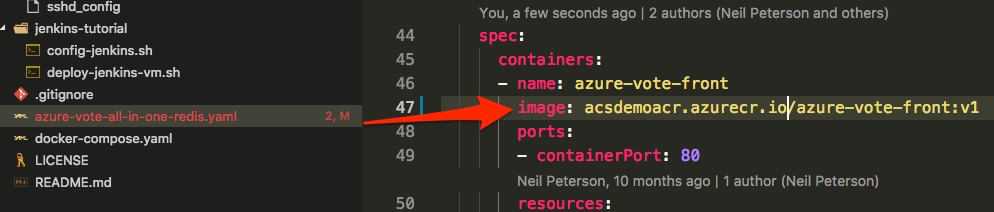 sshd_config
jenkins-tutorial
config-jenkins.sh
deploy-jenkins-vm.sh
.gitignore
azure-vote-all-in-one-redis.yaml 2, M
docker-compose.yaml
LICENSE
README.md
You, a few seconds ago | 2 authors (Neil Peterson and others)
44 spec:
45 containers:
46 - name: azure-vote-front
47 image: acsdemoacr.azurecr.io/azure-vote-front:v1
48 ports:
49 - containerPort: 80
Neil Peterson, 10 months ago | 1 author (Neil Peterson)
50 resources: